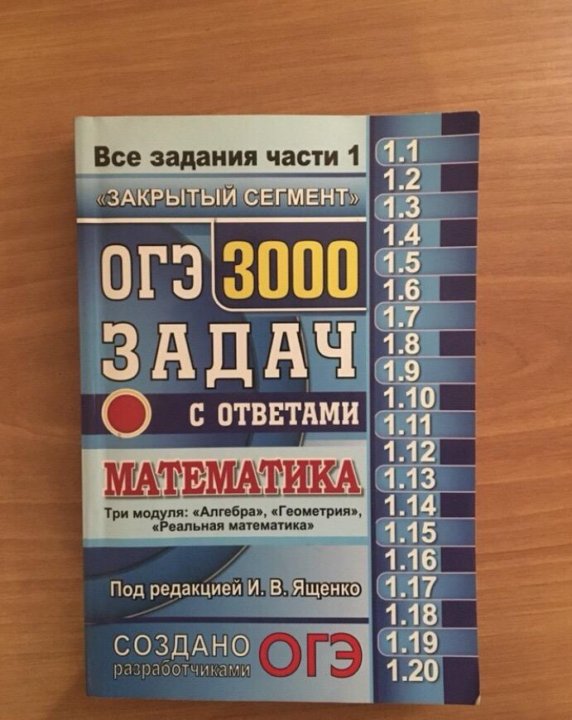 Все задания части 1
«ЗАКРЫТЫЙ СЕГМЕНТ»
ОГЭ 3000
ЗАДАЧ
С ОТВЕТАМИ
МАТЕМАТИКА
Три модуля: «Алгебра», «Геометрия»,
«Реальная математика»
Под редакцией И. В. Ященко
СОЗДАНО ОГЭ
разработчиками
1.1
1.2
1.3
1.4
1.5
1.6
1.7
1.8
1.9
1.10
1.11
1.12
1.13
1.14
1.15
1.16
1.17
1.18
1.19
1.20